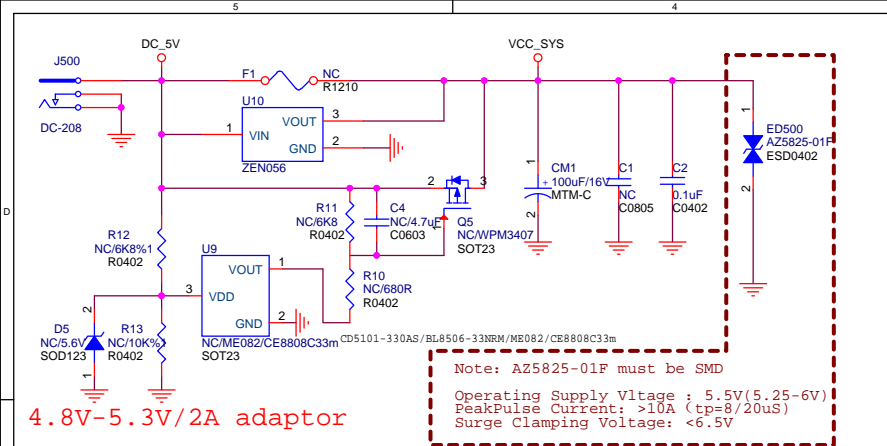 5
4
DC_5V
VCC_SYS
J500
F1
NC
R1210
DC-208
U10
VIN
VOUT
GND
1
3
2
ZEN056
1
2
ED500
AZ5825-01F
ESD0402
D
2
3
1
Q5
NC/WPM3407
SOT23
R11
NC/6K8
R0402
C4
NC/4.7uF
C0603
1
2
+
CM1
100uF/16V
MTM-C
C1
NC
C0805
C2
0.1uF
C0402
R12
NC/6K8%1
R0402
U9
VOUT
VDD
GND
1
3
2
R10
NC/680R
R0402
D5
NC/5.6V
SOD123
2
1
R13
NC/10K%1
R0402
NC/ME082/CE8808C33m
SOT23
CD5101-330AS/BL8506-33NRM/ME082/CE8808C33m
4.8V-5.3V/2A adaptor
Note: AZ5825-01F must be SMD
Operating Supply Vltage : 5.5V(5.25-6V)
PeakPulse Current: >10A (tp=8/20uS)
Surge Clamping Voltage: <6.5V